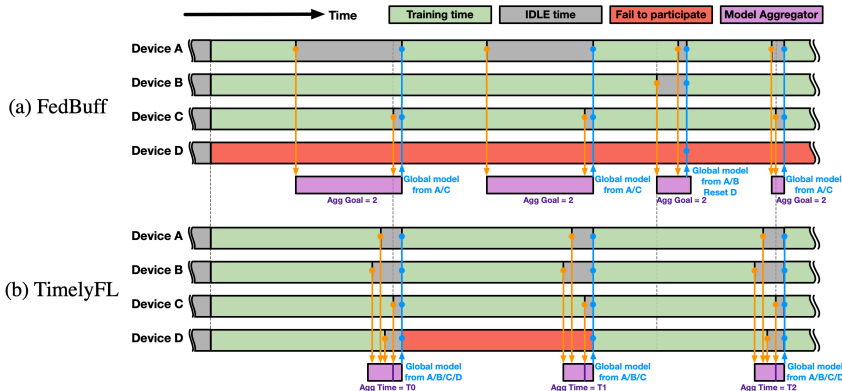 Time
Training time
IDLE time
Fail to participate
Model Aggregator
(a) FedBuff
Device A
Device B
Device C
Device D
Global model
from A/C
Agg Goal = 2
Global model
from A/C
Agg Goal = 2
Global model
from A/B
Reset D
Agg Goal = 2
Global model
from A/C
Agg Goal = 2
(b) TimelyFL
Device A
Device B
Device C
Device D
Global model
from A/B/C/D
Agg Time = T0
Global model
from A/B/C
Agg Time = T1
Global model
from A/B/C/D
Agg Time = T2